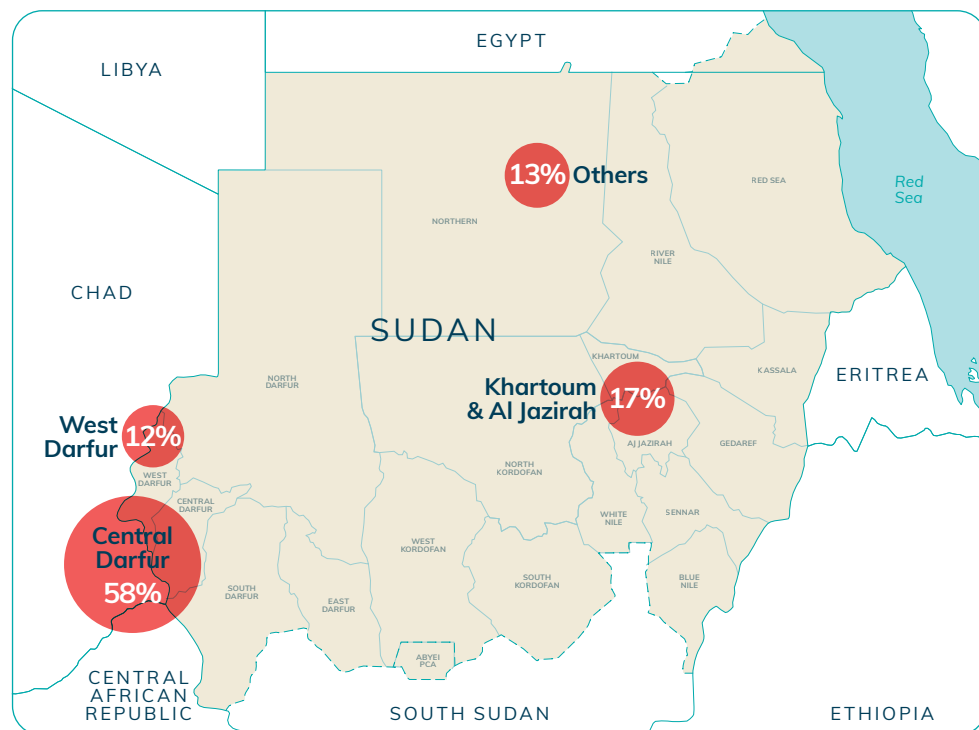 EGYPT
LIBYA
13% Others
RED SEA
Red
Sea
NORTHERN
RIVER
NILE
CHAD
SUDAN
KHARTOUM
KASSALA
ERITREA
NORTH
DARFUR
Khartoum
& Al Jazirah
17%
West
Darfur
12%
AJ JAZIRAH
GEDAREF
WEST
DARFUR
NORTH
KORDOFAN
CENTRAL
DARFUR
WHITE
NILE
SENNAR
Central
Darfur
58%
WEST
KORDOFAN
SOUTH
KORDOFAN
BLUE
NILE
SOUTH
DARFUR
EAST
DARFUR
ABYEI
PCA
CENTRAL
AFRICAN
REPUBLIC
SOUTH SUDAN
ETHIOPIA